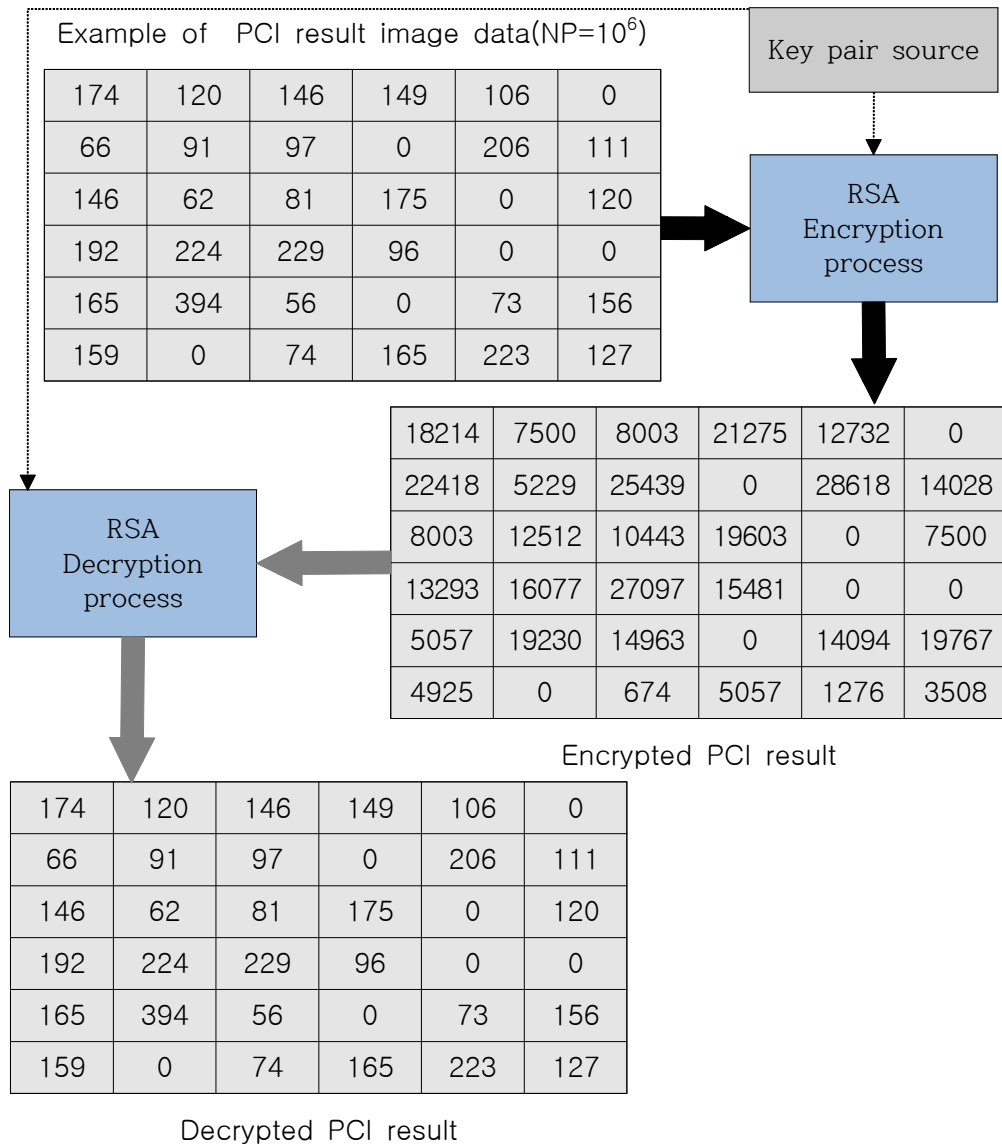 Example of PCI result image data(NP=10⁶)
Key pair source
174 120 146 149 106 0
66 91 97 0 206 111
146 62 81 175 0 120
192 224 229 96 0 0
165 394 56 0 73 156
159 0 74 165 223 127
RSA
Encryption
process
18214 7500 8003 21275 12732 0
22418 5229 25439 0 28618 14028
8003 12512 10443 19603 0 7500
13293 16077 27097 15481 0 0
5057 19230 14963 0 14094 19767
4925 0 674 5057 1276 3508
Encrypted PCI result
RSA
Decryption
process
174 120 146 149 106 0
66 91 97 0 206 111
146 62 81 175 0 120
192 224 229 96 0 0
165 394 56 0 73 156
159 0 74 165 223 127
Decrypted PCI result